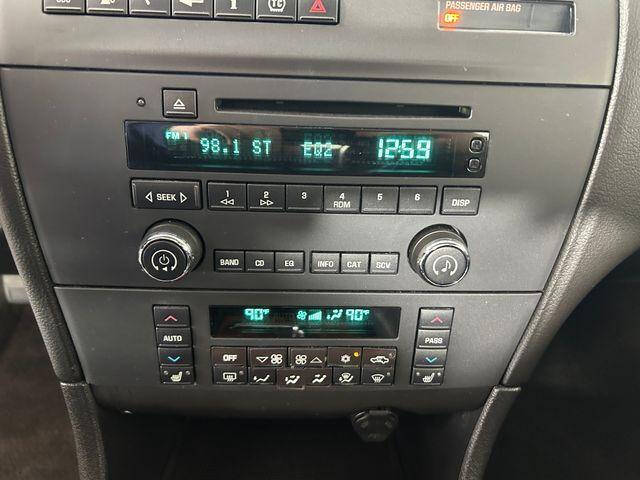 i TC
PASSENGER AIR BAG
OFF
FM 1 98.1 ST EQ2 12:59
SEEK 1 2 3 4 5 6 DISP
RDM
BAND CD EQ INFO CAT SCV
90° 90°
AUTO PASS
OFF